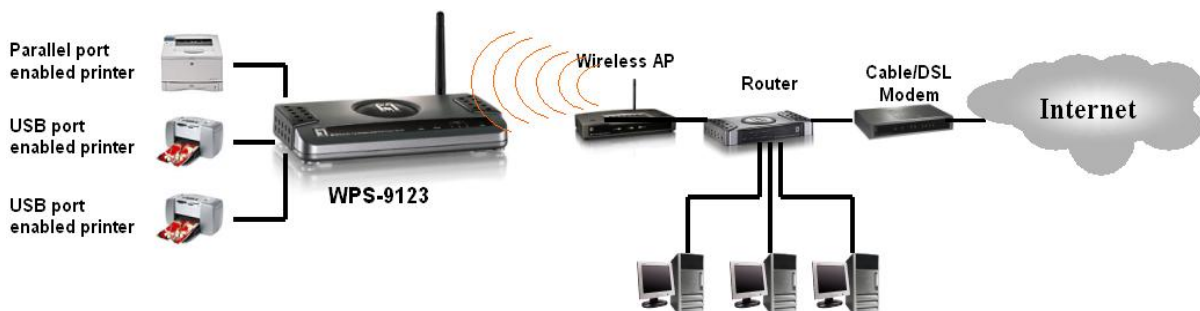 Parallel port
enabled printer
USB port
enabled printer
USB port
enabled printer
WPS-9123
Wireless AP
Router
Cable/DSL
Modem
Internet